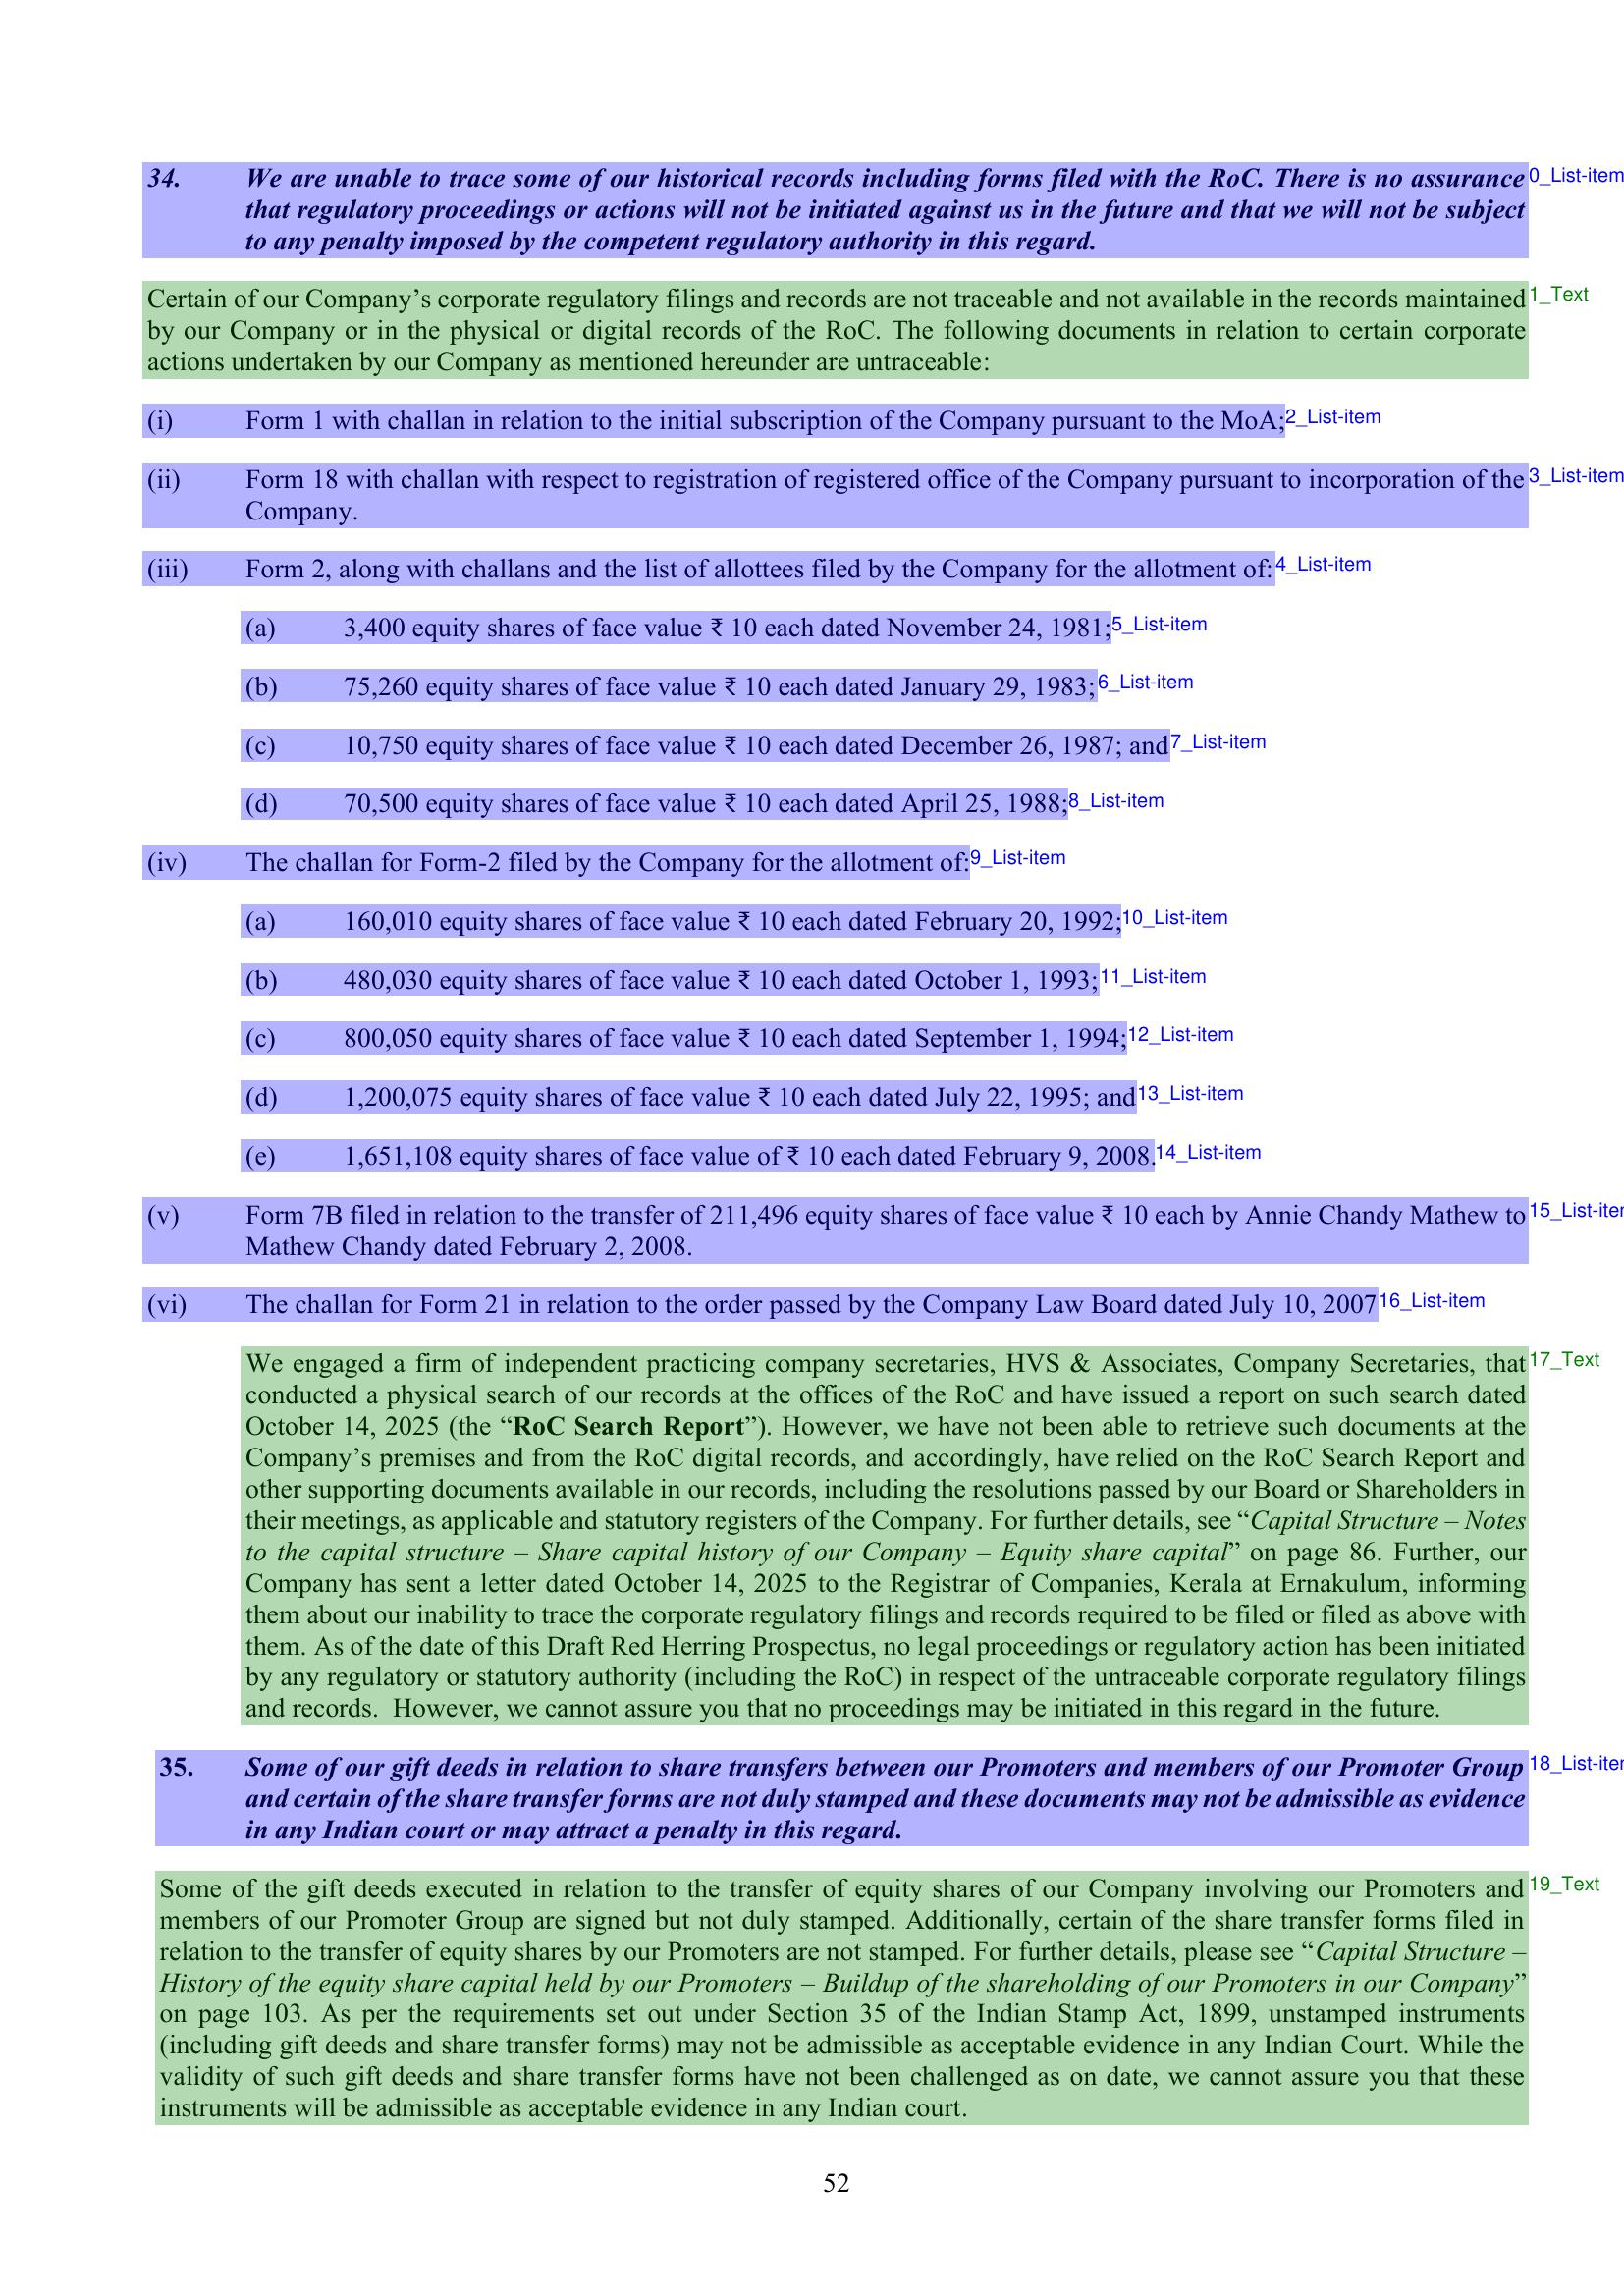 34. We are unable to trace some of our historical records including forms filed with the RoC. There is no assurance 0_List-item
that regulatory proceedings or actions will not be initiated against us in the future and that we will not be subject
to any penalty imposed by the competent regulatory authority in this regard.
Certain of our Company’s corporate regulatory filings and records are not traceable and not available in the records maintained 1_Text
by our Company or in the physical or digital records of the RoC. The following documents in relation to certain corporate
actions undertaken by our Company as mentioned hereunder are untraceable:
(i) Form 1 with challan in relation to the initial subscription of the Company pursuant to the MoA; 2_List-item
(ii) Form 18 with challan with respect to registration of registered office of the Company pursuant to incorporation of the 3_List-item
Company.
(iii) Form 2, along with challans and the list of allottees filed by the Company for the allotment of: 4_List-item
(a) 3,400 equity shares of face value ₹ 10 each dated November 24, 1981; 5_List-item
(b) 75,260 equity shares of face value ₹ 10 each dated January 29, 1983; 6_List-item
(c) 10,750 equity shares of face value ₹ 10 each dated December 26, 1987; and 7_List-item
(d) 70,500 equity shares of face value ₹ 10 each dated April 25, 1988; 8_List-item
(iv) The challan for Form-2 filed by the Company for the allotment of: 9_List-item
(a) 160,010 equity shares of face value ₹ 10 each dated February 20, 1992; 10_List-item
(b) 480,030 equity shares of face value ₹ 10 each dated October 1, 1993; 11_List-item
(c) 800,050 equity shares of face value ₹ 10 each dated September 1, 1994; 12_List-item
(d) 1,200,075 equity shares of face value ₹ 10 each dated July 22, 1995; and 13_List-item
(e) 1,651,108 equity shares of face value of ₹ 10 each dated February 9, 2008. 14_List-item
(v) Form 7B filed in relation to the transfer of 211,496 equity shares of face value ₹ 10 each by Annie Chandy Mathew to 15_List-iter
Mathew Chandy dated February 2, 2008.
(vi) The challan for Form 21 in relation to the order passed by the Company Law Board dated July 10, 2007 16_List-item
We engaged a firm of independent practicing company secretaries, HVS & Associates, Company Secretaries, that 17_Text
conducted a physical search of our records at the offices of the RoC and have issued a report on such search dated
October 14, 2025 (the “RoC Search Report”). However, we have not been able to retrieve such documents at the
Company’s premises and from the RoC digital records, and accordingly, have relied on the RoC Search Report and
other supporting documents available in our records, including the resolutions passed by our Board or Shareholders in
their meetings, as applicable and statutory registers of the Company. For further details, see “Capital Structure – Notes
to the capital structure – Share capital history of our Company – Equity share capital” on page 86. Further, our
Company has sent a letter dated October 14, 2025 to the Registrar of Companies, Kerala at Ernakulum, informing
them about our inability to trace the corporate regulatory filings and records required to be filed or filed as above with
them. As of the date of this Draft Red Herring Prospectus, no legal proceedings or regulatory action has been initiated
by any regulatory or statutory authority (including the RoC) in respect of the untraceable corporate regulatory filings
and records. However, we cannot assure you that no proceedings may be initiated in this regard in the future.
35. Some of our gift deeds in relation to share transfers between our Promoters and members of our Promoter Group 18_List-iter
and certain of the share transfer forms are not duly stamped and these documents may not be admissible as evidence
in any Indian court or may attract a penalty in this regard.
Some of the gift deeds executed in relation to the transfer of equity shares of our Company involving our Promoters and 19_Text
members of our Promoter Group are signed but not duly stamped. Additionally, certain of the share transfer forms filed in
relation to the transfer of equity shares by our Promoters are not stamped. For further details, please see “Capital Structure –
History of the equity share capital held by our Promoters – Buildup of the shareholding of our Promoters in our Company”
on page 103. As per the requirements set out under Section 35 of the Indian Stamp Act, 1899, unstamped instruments
(including gift deeds and share transfer forms) may not be admissible as acceptable evidence in any Indian Court. While the
validity of such gift deeds and share transfer forms have not been challenged as on date, we cannot assure you that these
instruments will be admissible as acceptable evidence in any Indian court.
52